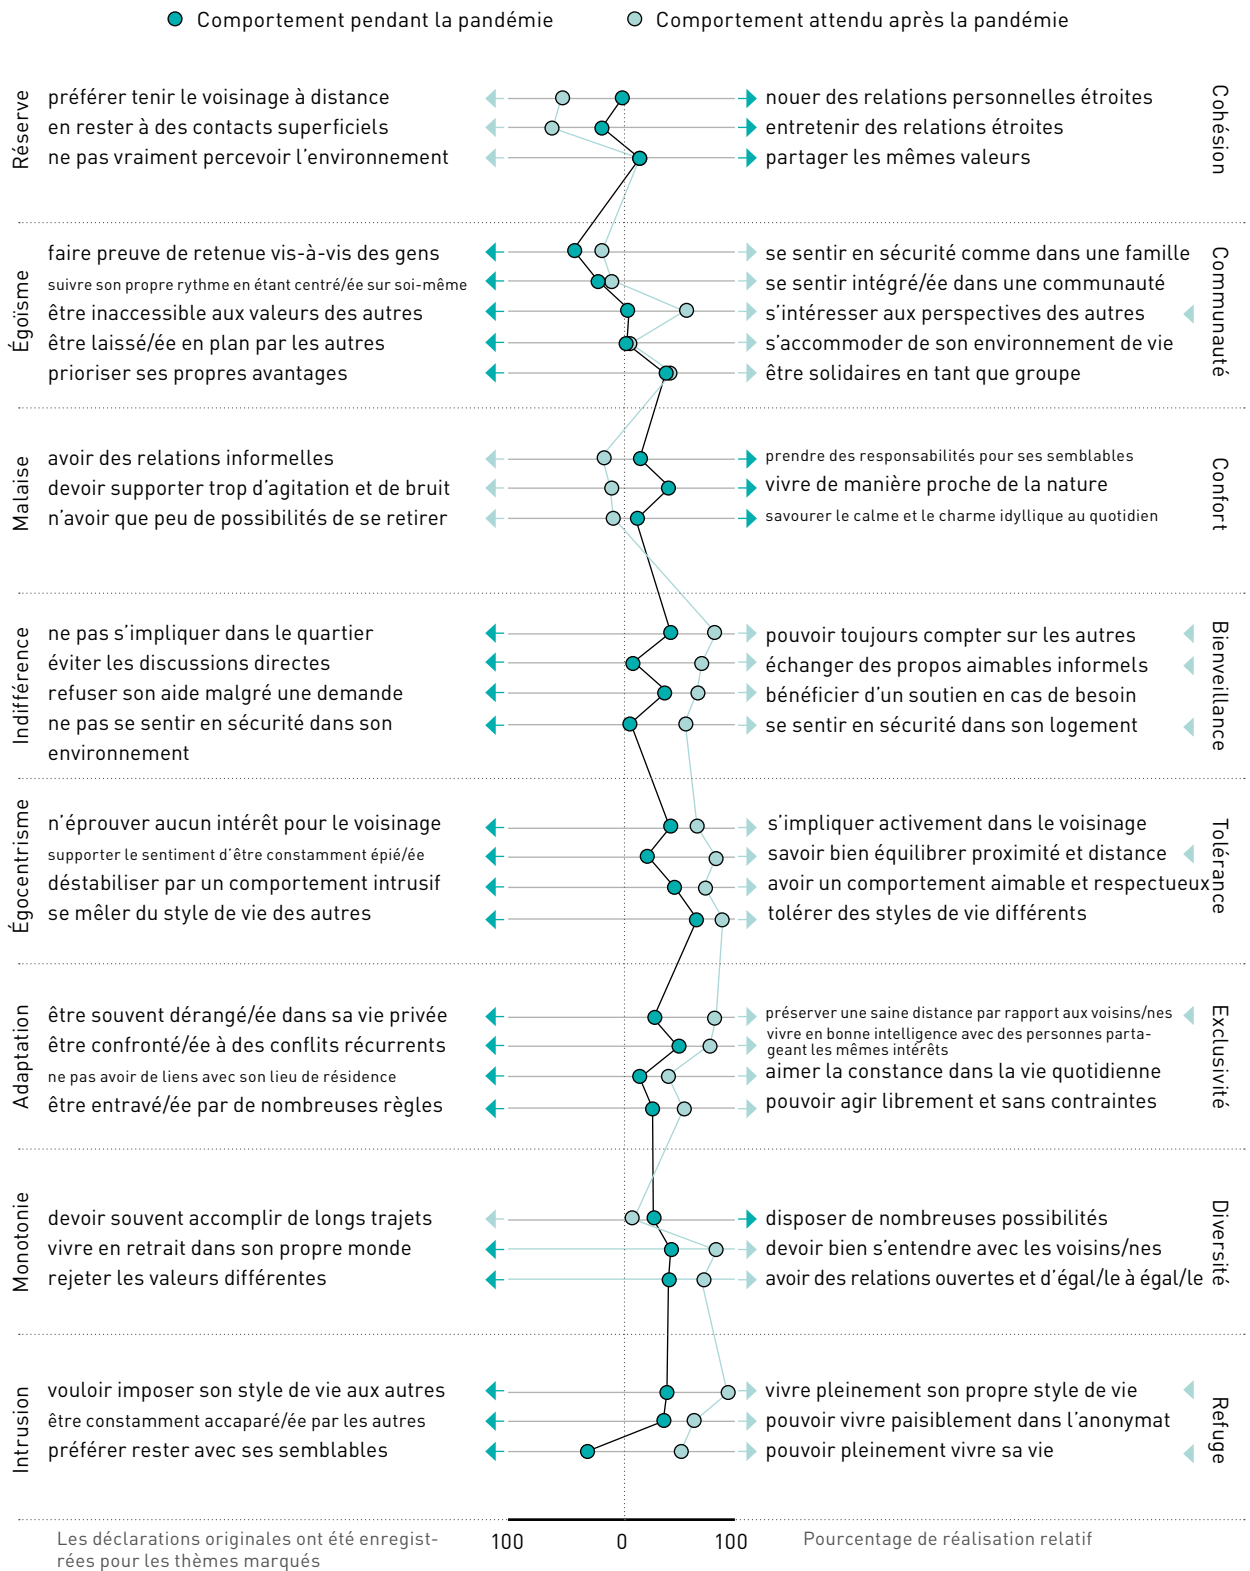 Comportement pendant la pandémie
Comportement attendu après la pandémie
Réserve
Cohésion
préférer tenir le voisinage à distance
nouer des relations personnelles étroites
en rester à des contacts superficiels
entretenir des relations étroites
ne pas vraiment percevoir l'environnement
partager les mêmes valeurs
Égoïsme
Communauté
faire preuve de retenue vis-à-vis des gens
se sentir en sécurité comme dans une famille
suivre son propre rythme en étant centré/ée sur soi-même
se sentir intégré/ée dans une communauté
être inaccessible aux valeurs des autres
s'intéresser aux perspectives des autres
être laissé/ée en plan par les autres
s'accommoder de son environnement de vie
prioriser ses propres avantages
être solidaires en tant que groupe
Malaise
Confort
avoir des relations informelles
prendre des responsabilités pour ses semblables
devoir supporter trop d'agitation et de bruit
vivre de manière proche de la nature
n'avoir que peu de possibilités de se retirer
savourer le calme et le charme idyllique au quotidien
Indifférence
Bienveillance
ne pas s'impliquer dans le quartier
pouvoir toujours compter sur les autres
éviter les discussions directes
échanger des propos aimables informels
refuser son aide malgré une demande
bénéficier d'un soutien en cas de besoin
ne pas se sentir en sécurité dans son
environnement
se sentir en sécurité dans son logement
Égocentrisme
Tolérance
n'éprouver aucun intérêt pour le voisinage
s'impliquer activement dans le voisinage
supporter le sentiment d'être constamment épié/ée
savoir bien équilibrer proximité et distance
déstabiliser par un comportement intrusif
avoir un comportement aimable et respectueux
se mêler du style de vie des autres
tolérer des styles de vie différents
Adaptation
Exclusivité
être souvent dérangé/ée dans sa vie privée
préserver une saine distance par rapport aux voisins/nes
être confronté/ée à des conflits récurrents
vivre en bonne intelligence avec des personnes parta-
geant les mêmes intérêts
ne pas avoir de liens avec son lieu de résidence
aimer la constance dans la vie quotidienne
être entravé/ée par de nombreuses règles
pouvoir agir librement et sans contraintes
Monotonie
Diversité
devoir souvent accomplir de longs trajets
disposer de nombreuses possibilités
vivre en retrait dans son propre monde
devoir bien s'entendre avec les voisins/nes
rejeter les valeurs différentes
avoir des relations ouvertes et d'égal/le à égal/le
Intrusion
Refuge
vouloir imposer son style de vie aux autres
vivre pleinement son propre style de vie
être constamment accaparé/ée par les autres
pouvoir vivre paisiblement dans l'anonymat
préférer rester avec ses semblables
pouvoir pleinement vivre sa vie
Les déclarations originales ont été enregist-
rées pour les thèmes marqués
100 0 100
Pourcentage de réalisation relatif